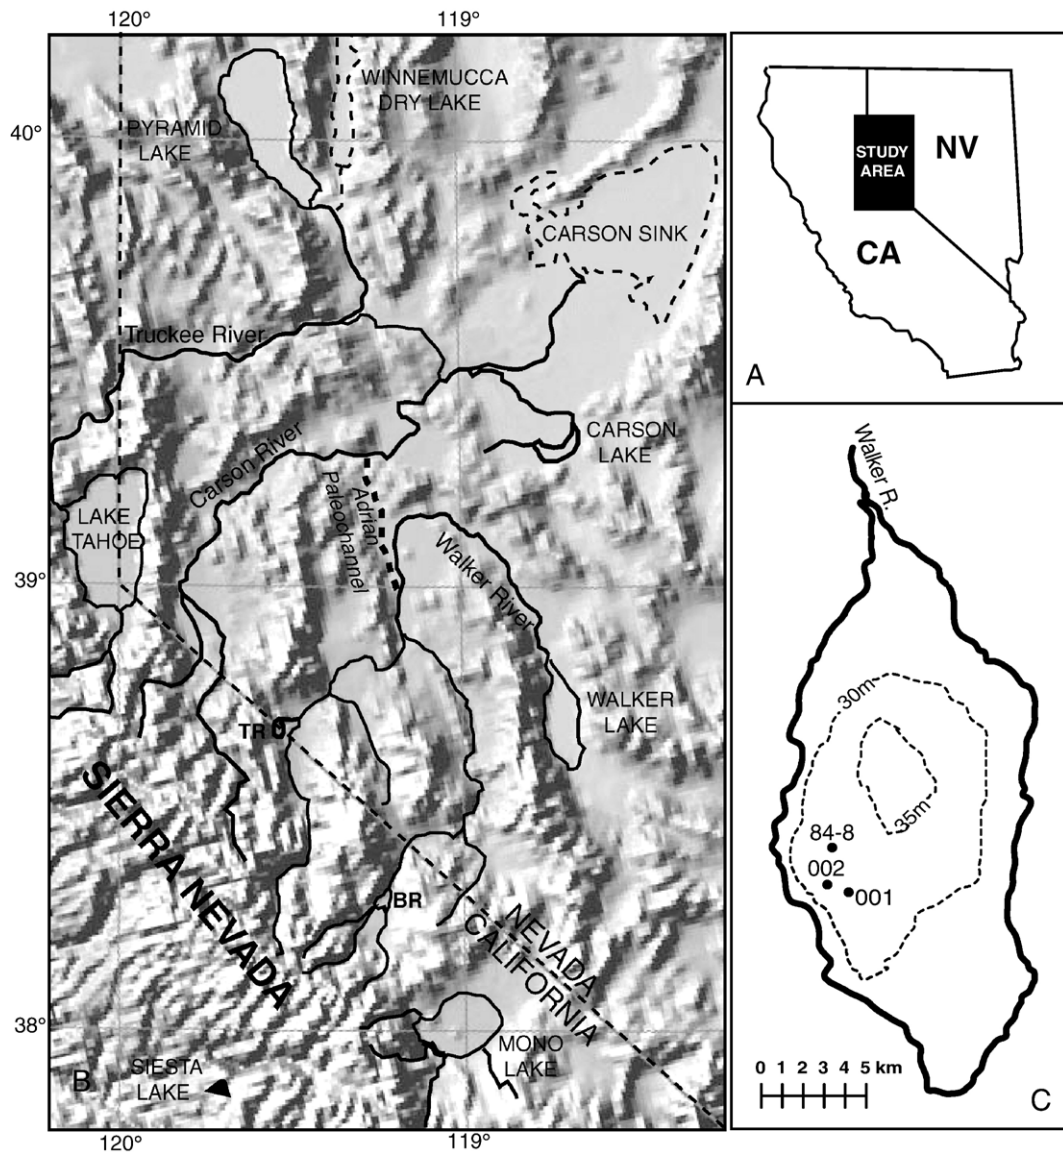 120°
119°
40°
39°
38°
120°
119°
WINNEMUCCA
DRY LAKE
PYRAMID
LAKE
CARSON SINK
Truckee River
CARSON
LAKE
Carson River
Adrian
Paleochannel
LAKE
TAHOE
Walker River
WALKER
LAKE
TR
SIERRA NEVADA
BR
NEVADA
CALIFORNIA
MONO
LAKE
SIESTA
LAKE
B
STUDY
AREA
NV
CA
A
Walker R.
30m
35m
84-8
002
001
0 1 2 3 4 5 km
C